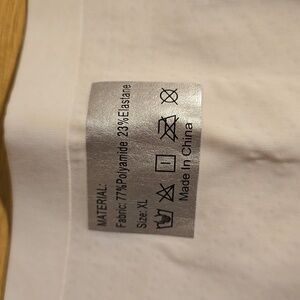 MATERIAL:
Fabric: 77%Polyamide 23%Elastane
Size: XL
Made In China